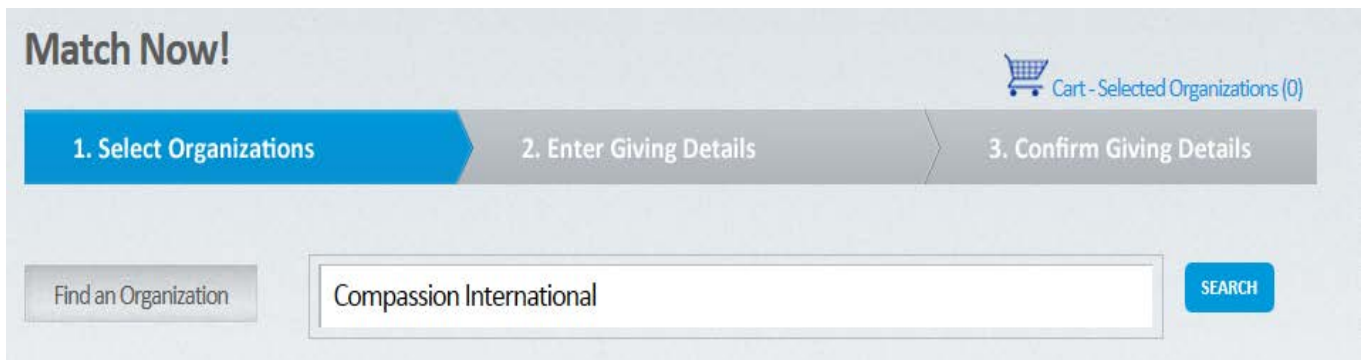 Match Now!
Cart - Selected Organizations (0)
1. Select Organizations
2. Enter Giving Details
3. Confirm Giving Details
Find an Organization
Compassion International
SEARCH